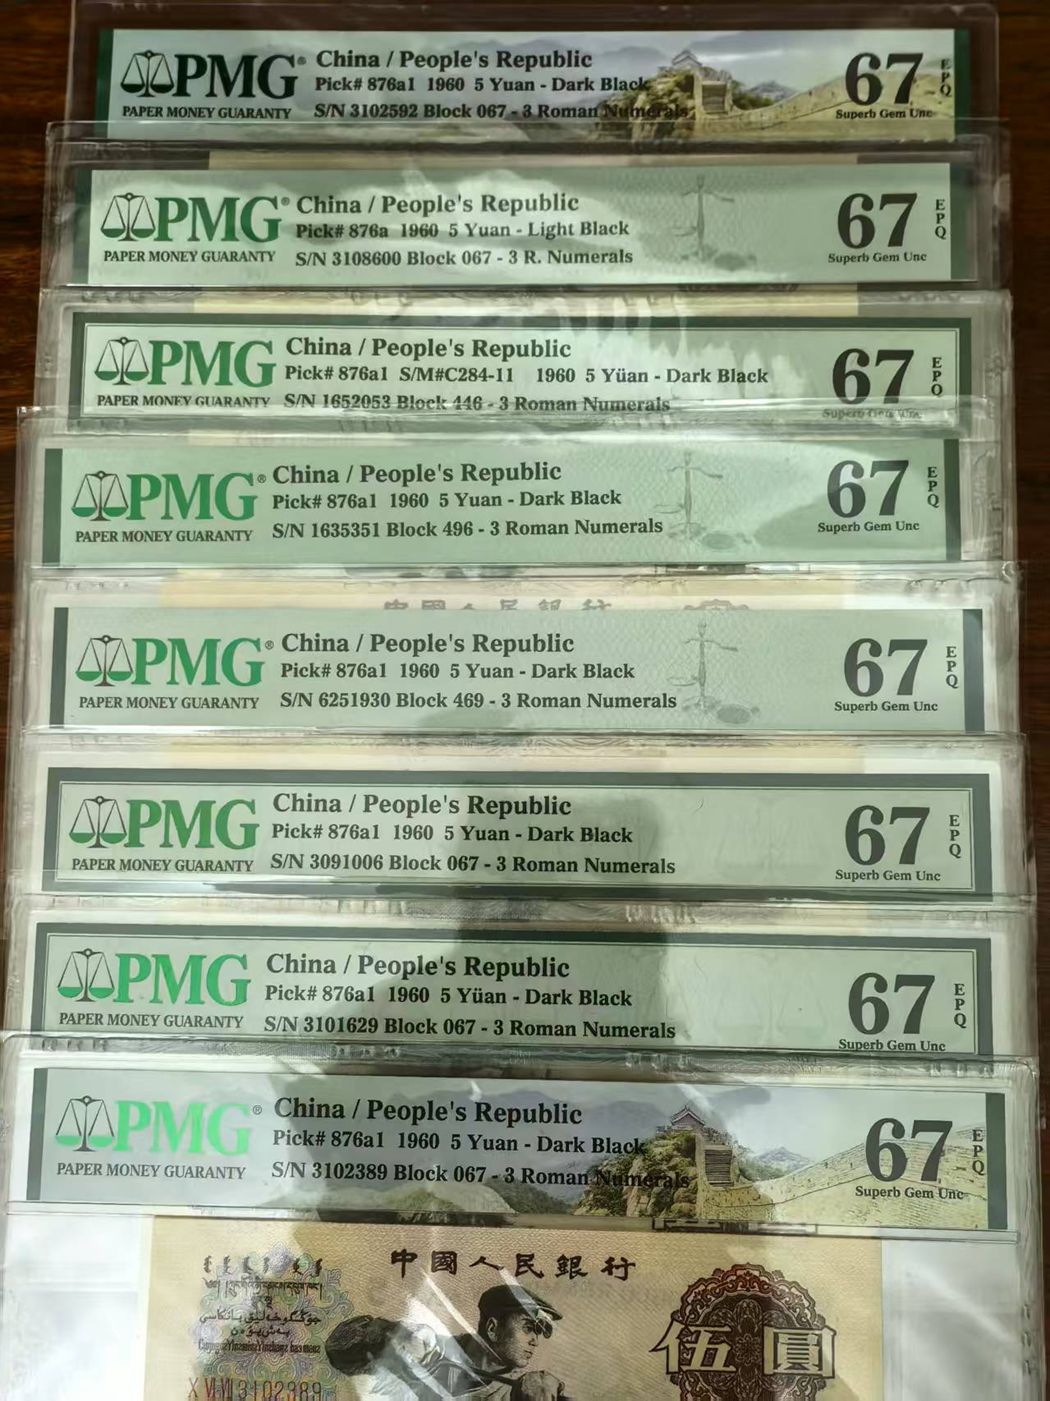 PMG®
PAPER MONEY GUARANTY
China / People's Republic
Pick# 876a1 1960 5 Yuan - Dark Black
S/N 3102592 Block 067 - 3 Roman Numerals
67
EPQ
Superb Gem Unc
PMG®
PAPER MONEY GUARANTY
China / People's Republic
Pick# 876a 1960 5 Yuan - Light Black
S/N 3108600 Block 067 - 3 R. Numerals
67
EPQ
Superb Gem Unc
PMG
PAPER MONEY GUARANTY
China / People's Republic
Pick# 876a1 S/M#C284-11 1960 5 Yüan - Dark Black
S/N 1652053 Block 446 - 3 Roman Numerals
67
EPQ
Superb Gem Unc
PMG®
PAPER MONEY GUARANTY
China / People's Republic
Pick# 876a1 1960 5 Yuan - Dark Black
S/N 1635351 Block 496 - 3 Roman Numerals
67
EPQ
Superb Gem Unc
中國人民銀行
PMG®
PAPER MONEY GUARANTY
China / People's Republic
Pick# 876a1 1960 5 Yuan - Dark Black
S/N 6251930 Block 469 - 3 Roman Numerals
67
EPQ
Superb Gem Unc
PMG
PAPER MONEY GUARANTY
China / People's Republic
Pick# 876a1 1960 5 Yuan - Dark Black
S/N 3091006 Block 067 - 3 Roman Numerals
67
EPQ
Superb Gem Unc
PMG
PAPER MONEY GUARANTY
China / People's Republic
Pick# 876a1 1960 5 Yüan - Dark Black
S/N 3101629 Block 067 - 3 Roman Numerals
67
EPQ
Superb Gem Unc
PMG®
PAPER MONEY GUARANTY
China / People's Republic
Pick# 876a1 1960 5 Yuan - Dark Black
S/N 3102389 Block 067 - 3 Roman Numerals
67
EPQ
Superb Gem Unc
中國人民銀行
伍圓
3102389